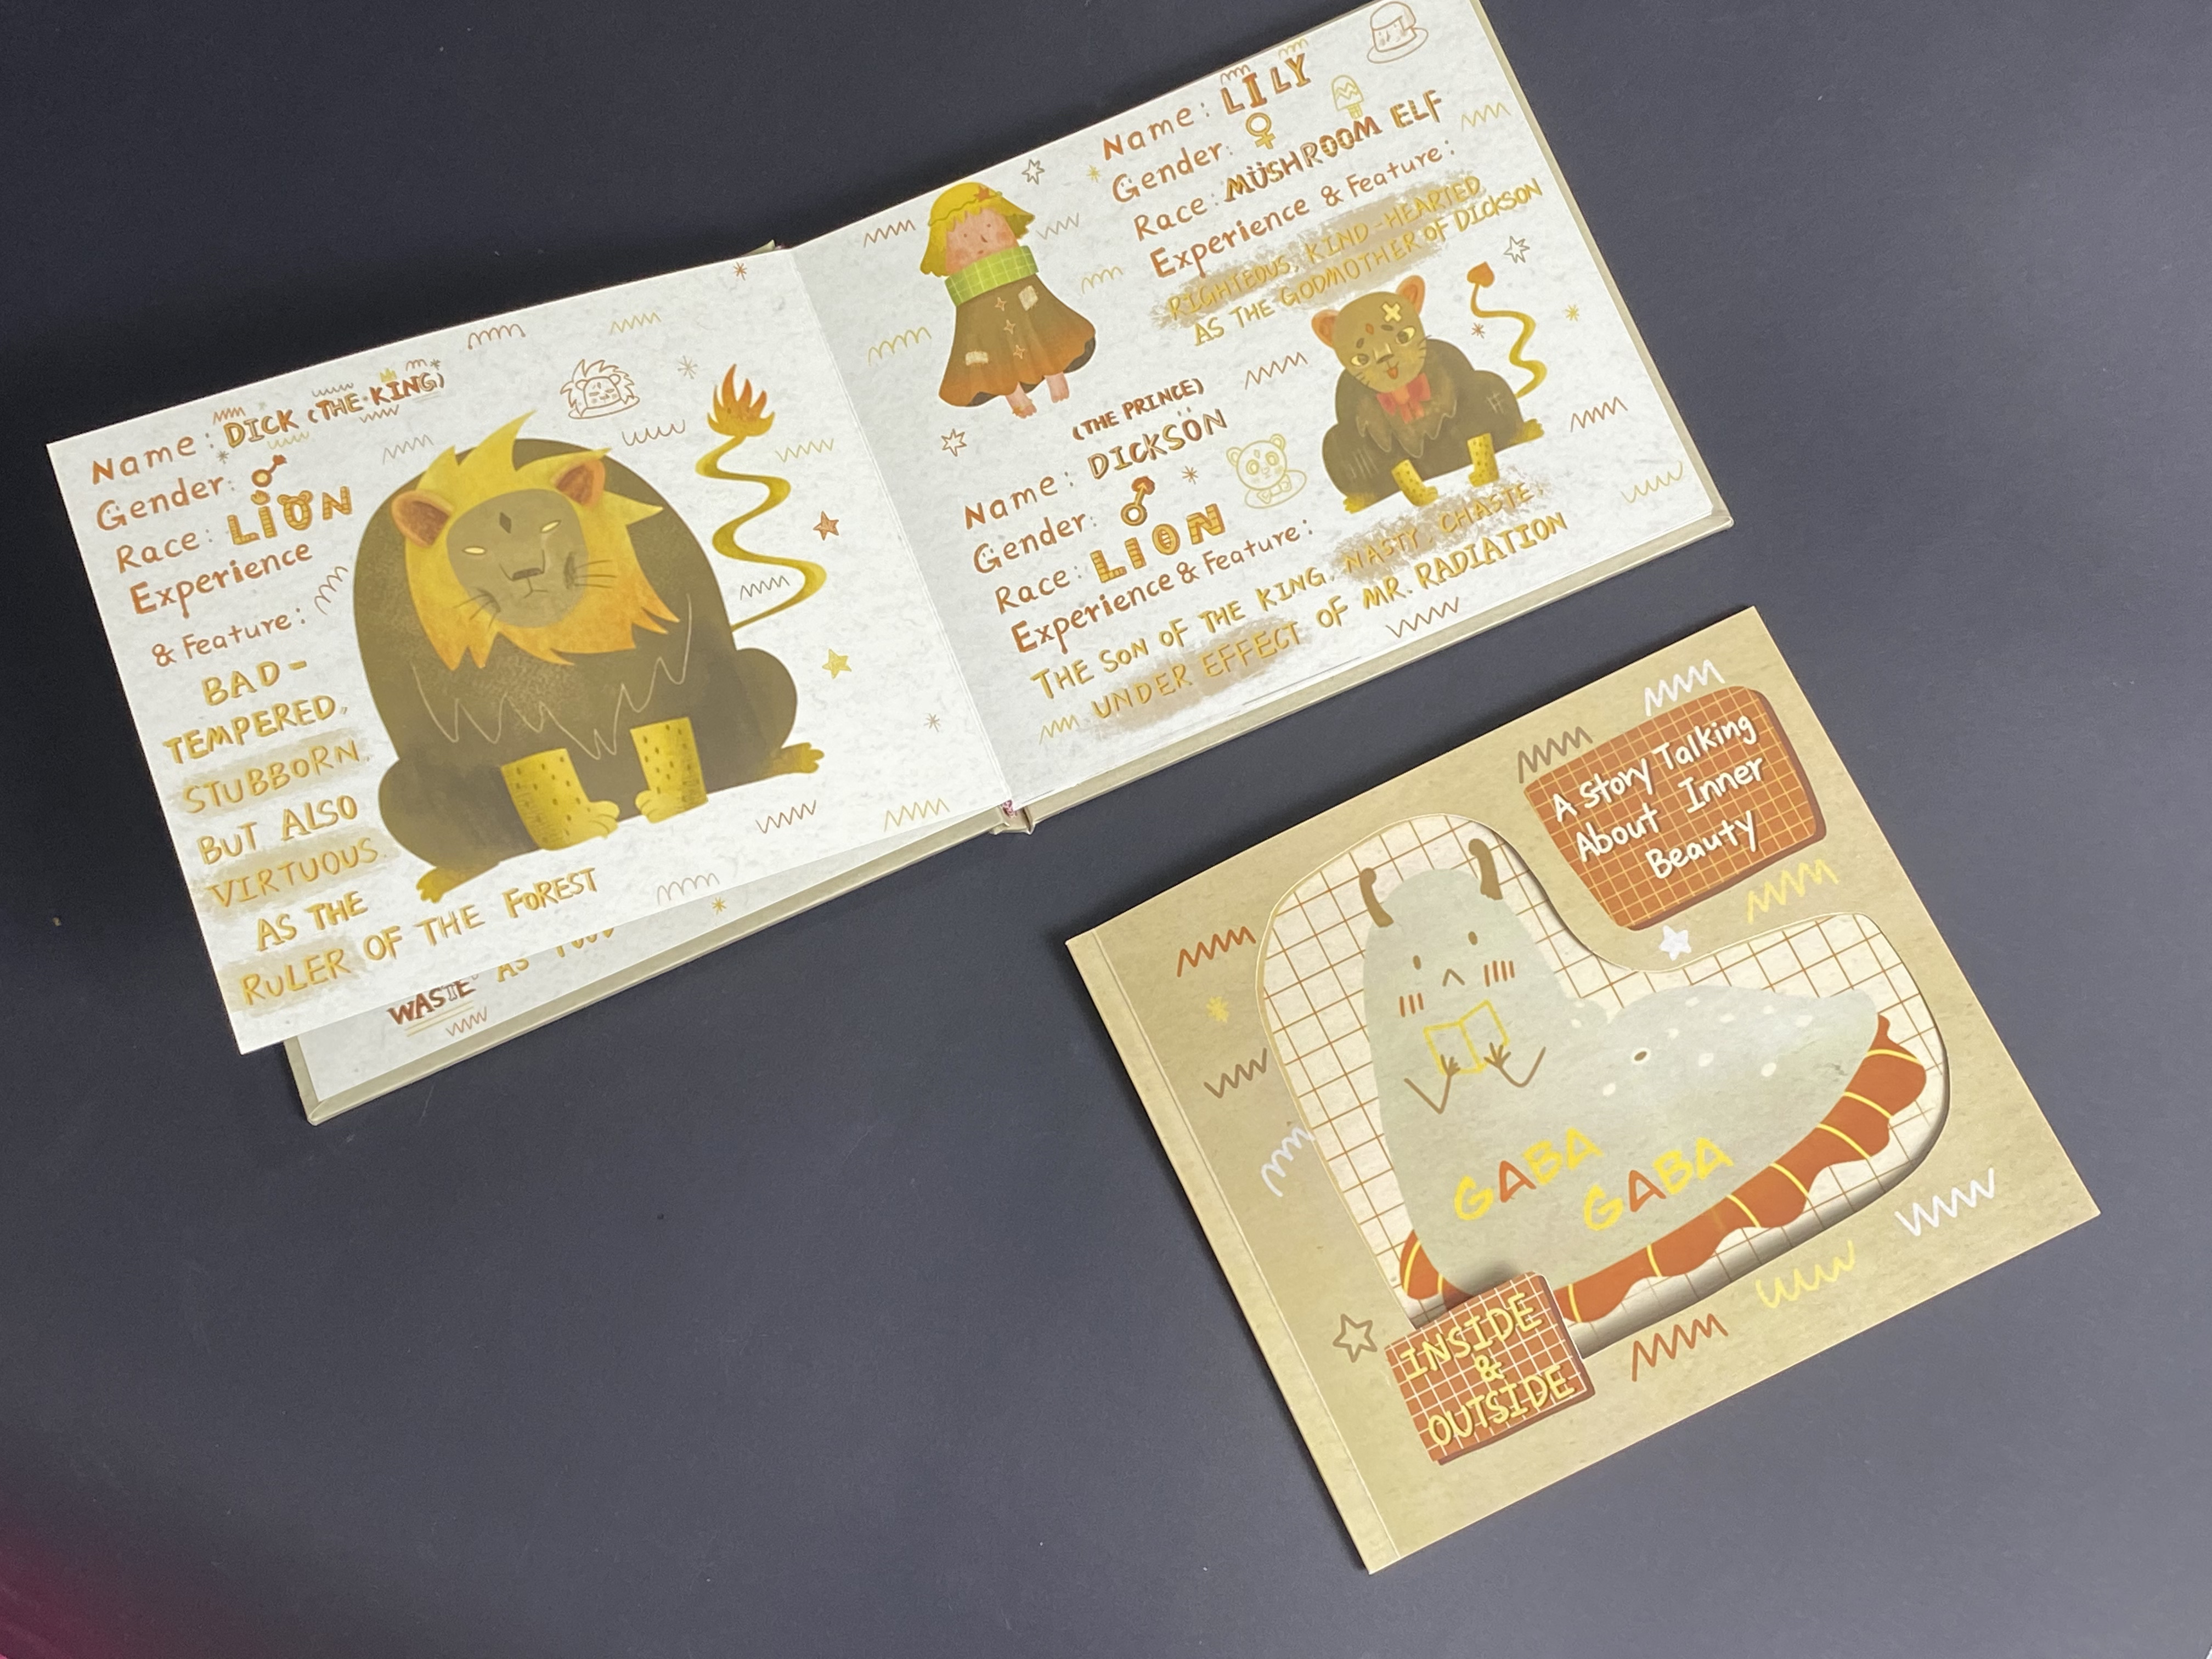 Name: DICK (THE KING)
Gender: ♂
Race: LION
Experience
& Feature:
BAD-
TEMPERED,
STUBBORN,
BUT ALSO
VIRTUOUS.
AS THE
RULER OF THE FOREST
WASTE" AS
Name: LILY
Gender: ♀
Race: MUSHROOM ELF
Experience & Feature:
RIGHTEOUS, KIND-HEARTED
AS THE GODMOTHER OF DICKSON
(THE PRINCE)
Name: DICKSON
Gender: ♂
Race: LION
Experience & Feature:
THE SON OF THE KING, NASTY, CHASTE,
UNDER EFFECT OF MR. RADIATION
A Story Talking
About Inner
Beauty
GABA
GABA
INSIDE
&
OUTSIDE